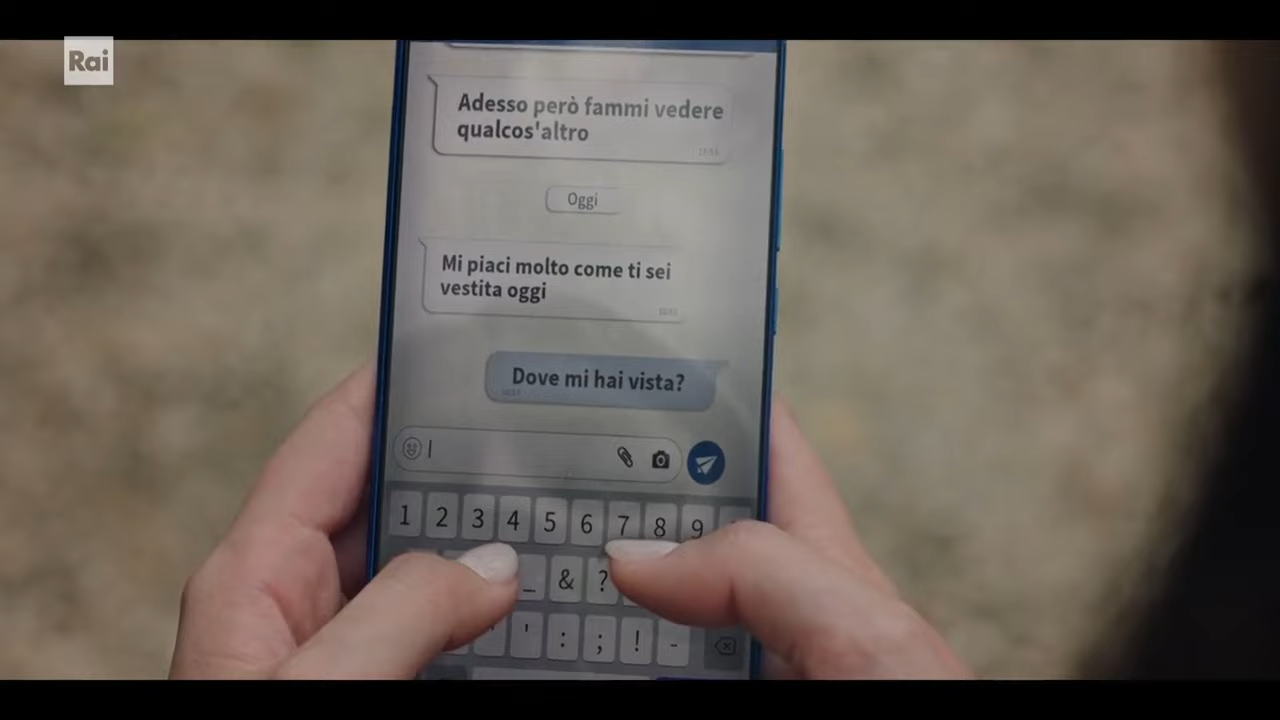 Rai
Adesso però fammi vedere
qualcos'altro
Oggi
Mi piaci molto come ti sei
vestita oggi
Dove mi hai vista?
1 2 3 4 5 6 7 8 9
_ & ?
' : ; ! -